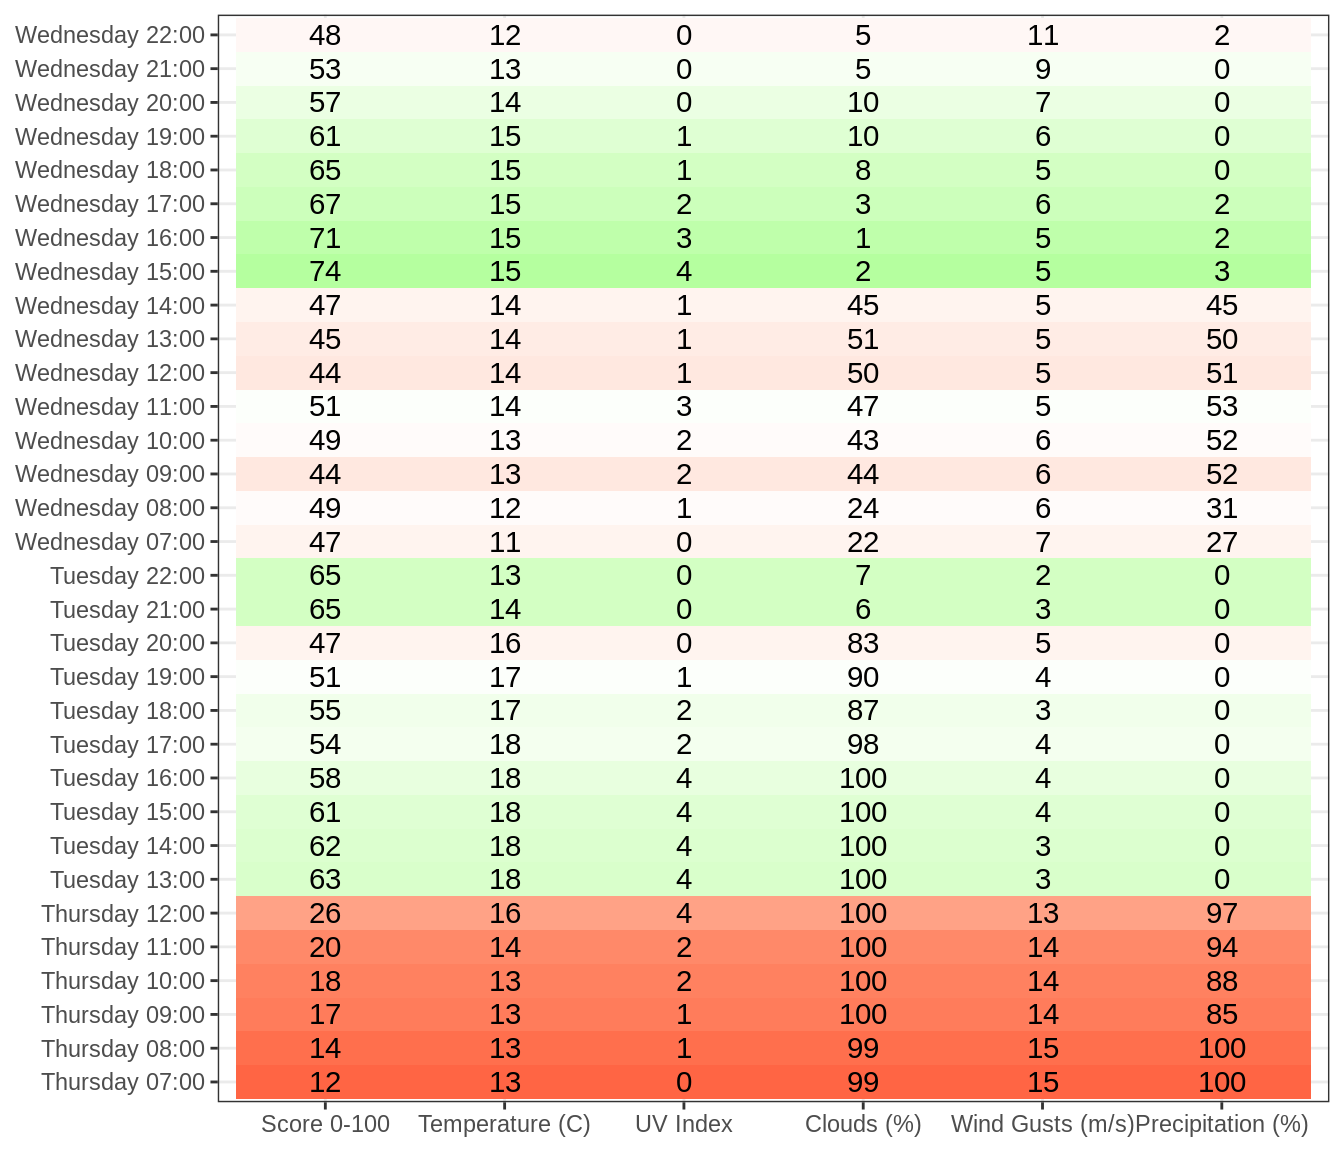 Wednesday 22:00 48 12 0 5 11 2
Wednesday 21:00 53 13 0 5 9 0
Wednesday 20:00 57 14 0 10 7 0
Wednesday 19:00 61 15 1 10 6 0
Wednesday 18:00 65 15 1 8 5 0
Wednesday 17:00 67 15 2 3 6 2
Wednesday 16:00 71 15 3 1 5 2
Wednesday 15:00 74 15 4 2 5 3
Wednesday 14:00 47 14 1 45 5 45
Wednesday 13:00 45 14 1 51 5 50
Wednesday 12:00 44 14 1 50 5 51
Wednesday 11:00 51 14 3 47 5 53
Wednesday 10:00 49 13 2 43 6 52
Wednesday 09:00 44 13 2 44 6 52
Wednesday 08:00 49 12 1 24 6 31
Wednesday 07:00 47 11 0 22 7 27
Tuesday 22:00 65 13 0 7 2 0
Tuesday 21:00 65 14 0 6 3 0
Tuesday 20:00 47 16 0 83 5 0
Tuesday 19:00 51 17 1 90 4 0
Tuesday 18:00 55 17 2 87 3 0
Tuesday 17:00 54 18 2 98 4 0
Tuesday 16:00 58 18 4 100 4 0
Tuesday 15:00 61 18 4 100 4 0
Tuesday 14:00 62 18 4 100 3 0
Tuesday 13:00 63 18 4 100 3 0
Thursday 12:00 26 16 4 100 13 97
Thursday 11:00 20 14 2 100 14 94
Thursday 10:00 18 13 2 100 14 88
Thursday 09:00 17 13 1 100 14 85
Thursday 08:00 14 13 1 99 15 100
Thursday 07:00 12 13 0 99 15 100
Score 0-100 Temperature (C) UV Index Clouds (%) Wind Gusts (m/s) Precipitation (%)